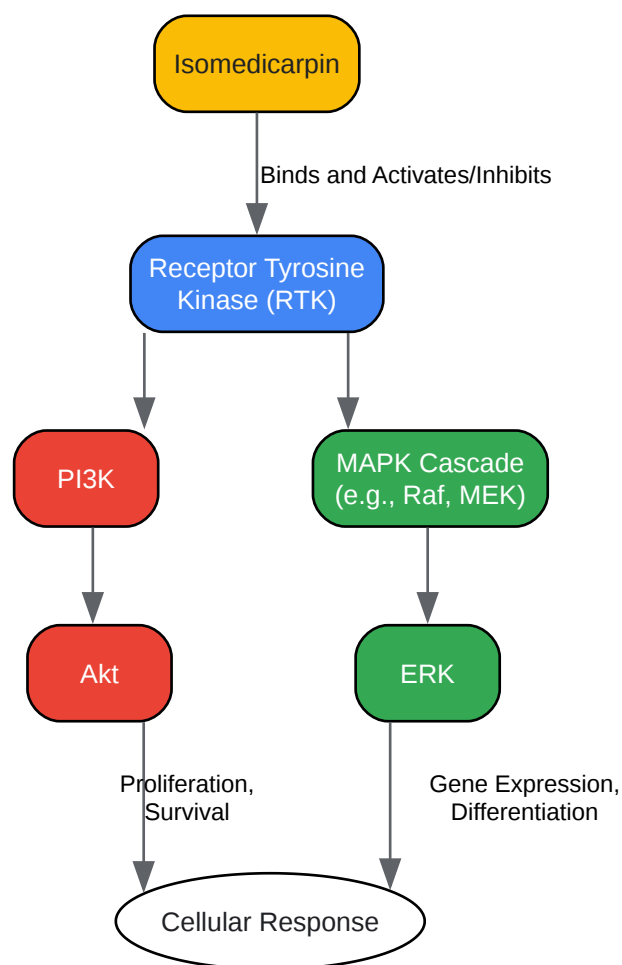 Isomedicarpin
Binds and Activates/Inhibits
Receptor Tyrosine
Kinase (RTK)
PI3K
MAPK Cascade
(e.g., Raf, MEK)
Akt
ERK
Proliferation,
Survival
Gene Expression,
Differentiation
Cellular Response